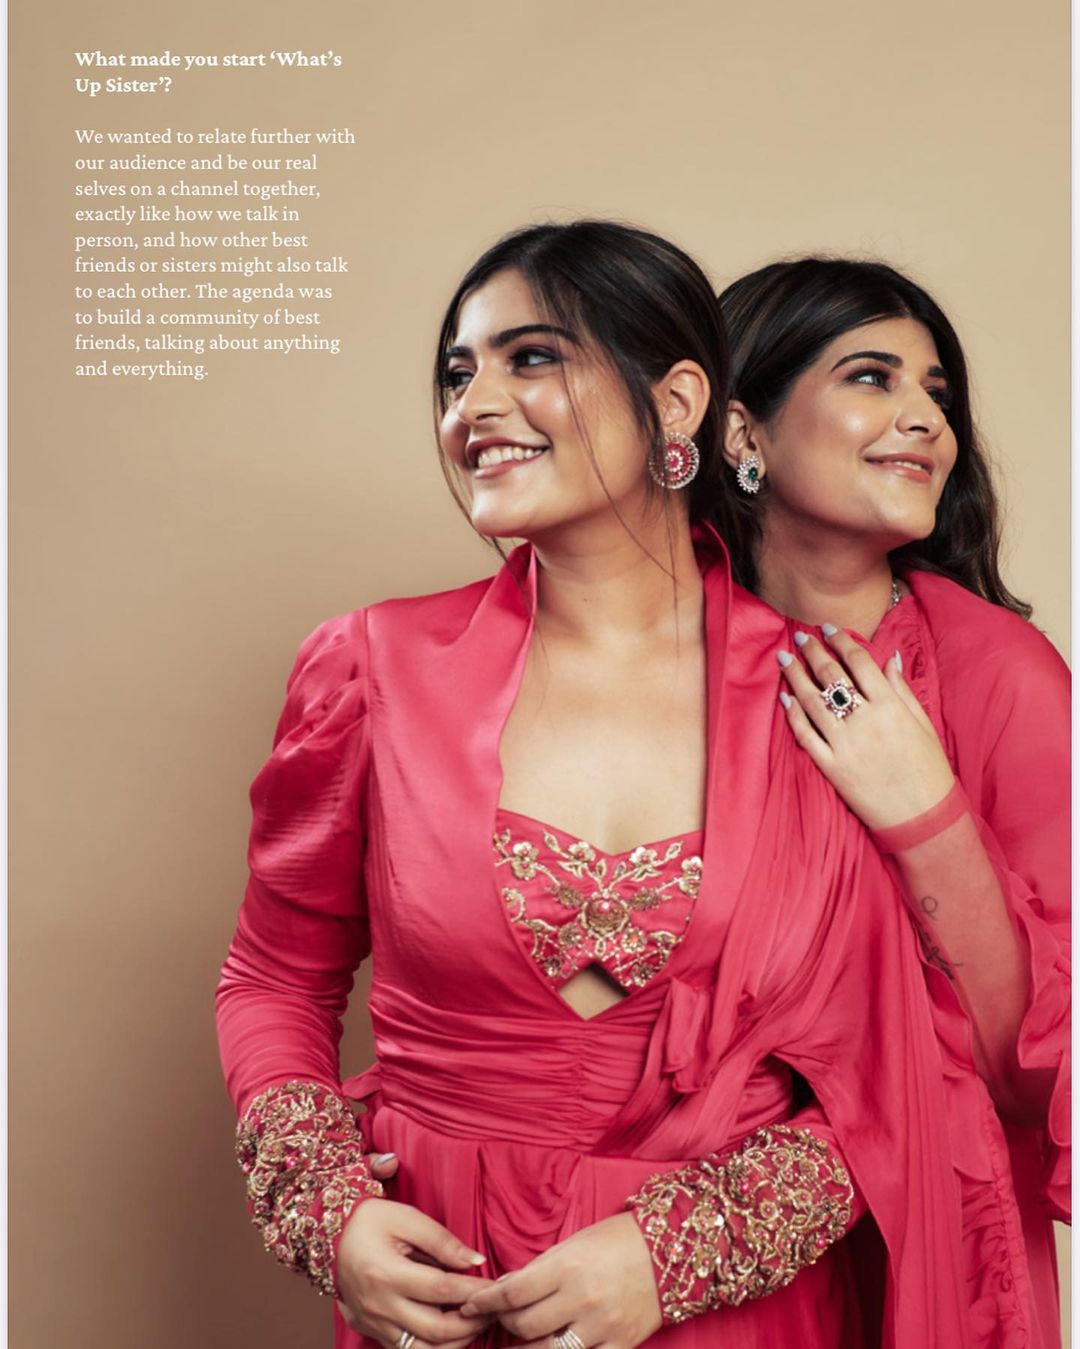 What made you start ‘What’s
Up Sister’?
We wanted to relate further with
our audience and be our real
selves on a channel together,
exactly like how we talk in
person, and how other best
friends or sisters might also talk
to each other. The agenda was
to build a community of best
friends, talking about anything
and everything.